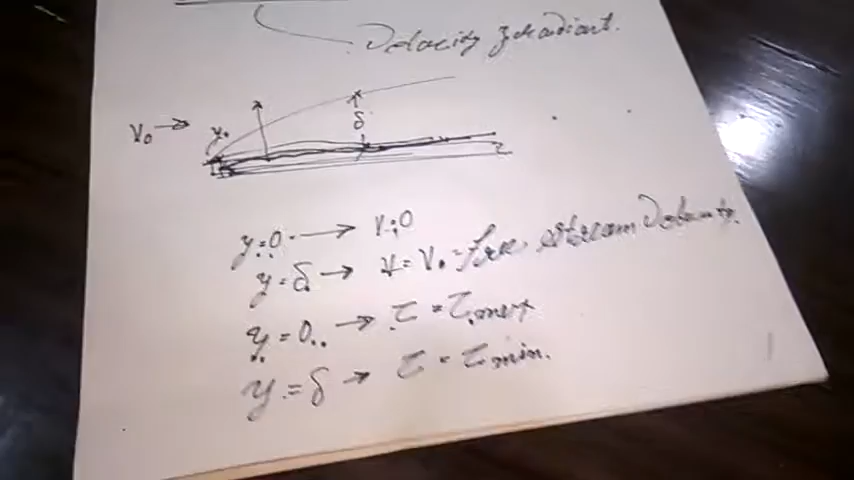 Velocity gradient.
V₀ →
y.
δ
y=0 → V=0
y=δ → V=V₀=free stream Velocity.
y=0.. → τ=τmax
y=δ → τ=τmin.